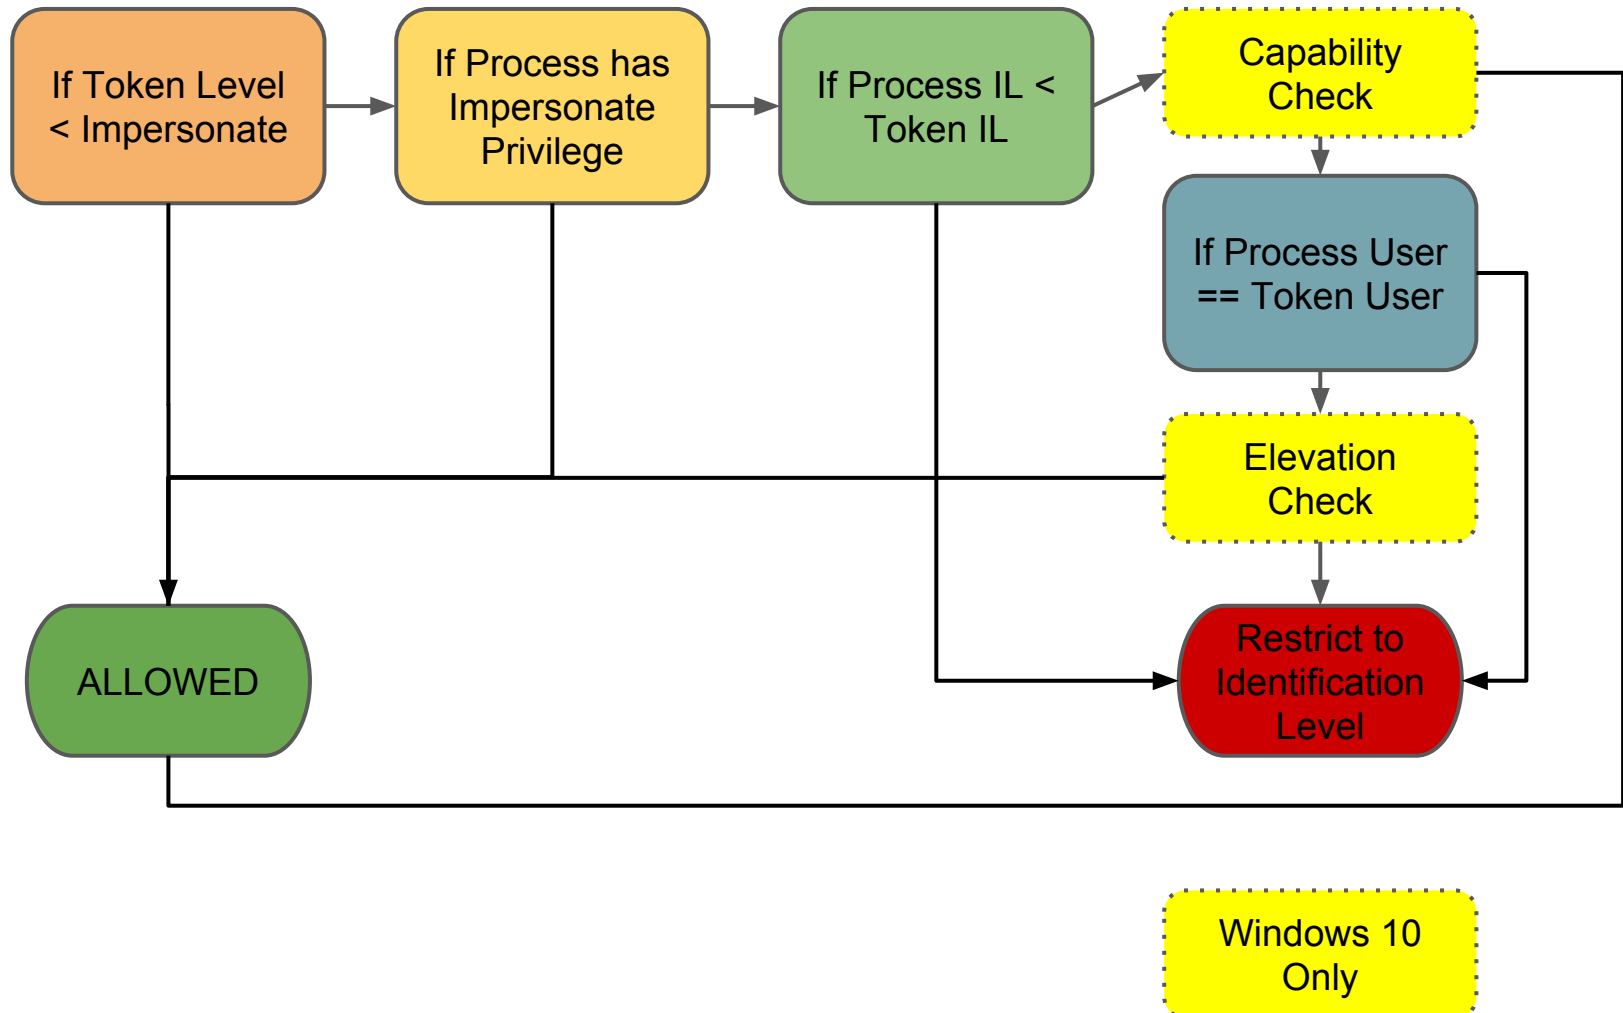 If Token Level
< Impersonate
If Process has
Impersonate
Privilege
If Process IL <
Token IL
Capability
Check
If Process User
== Token User
Elevation
Check
ALLOWED
Restrict to
Identification
Level
Windows 10
Only